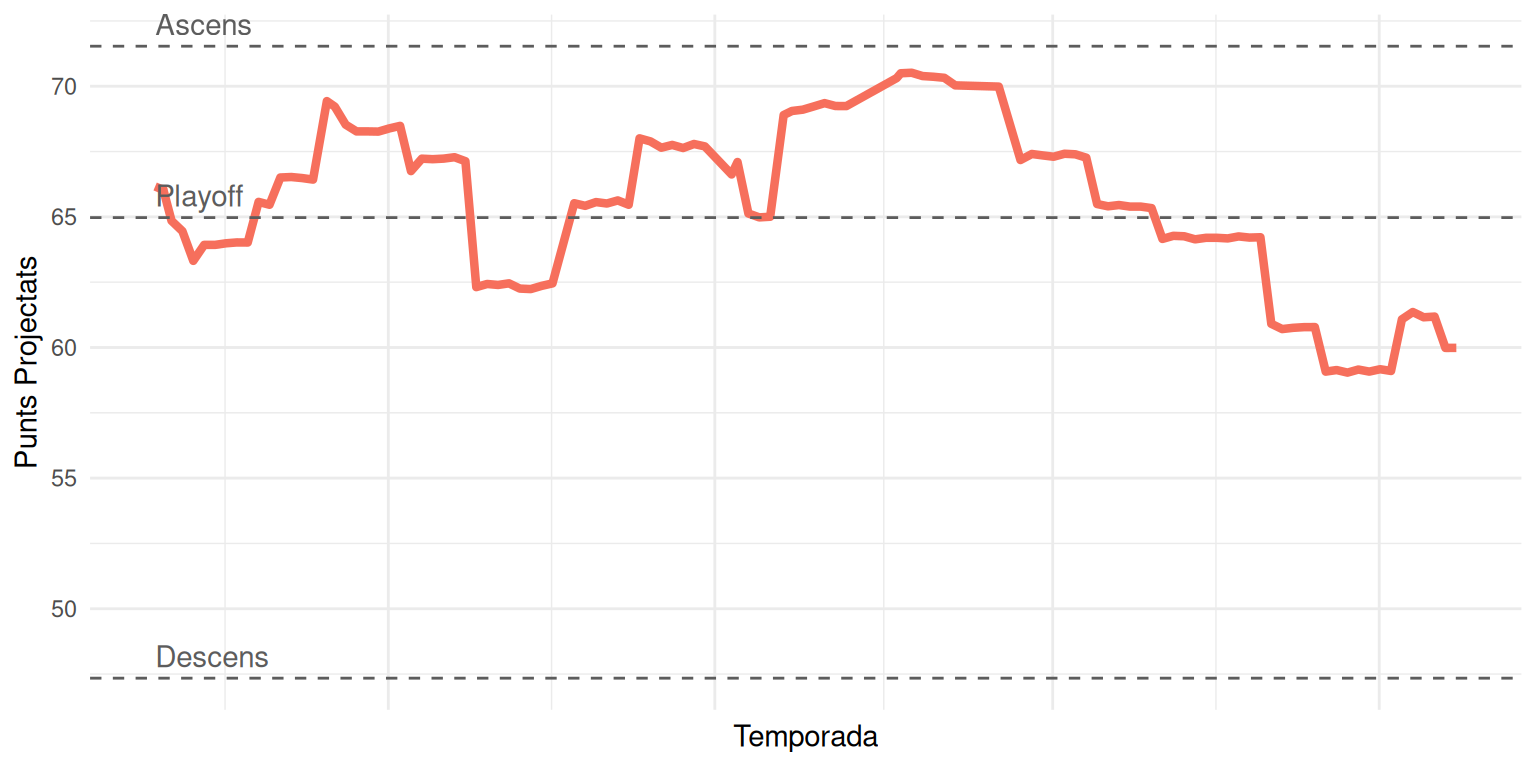 Ascens
70
Playoff
65
Punts Projectats
60
55
50
Descens
Temporada